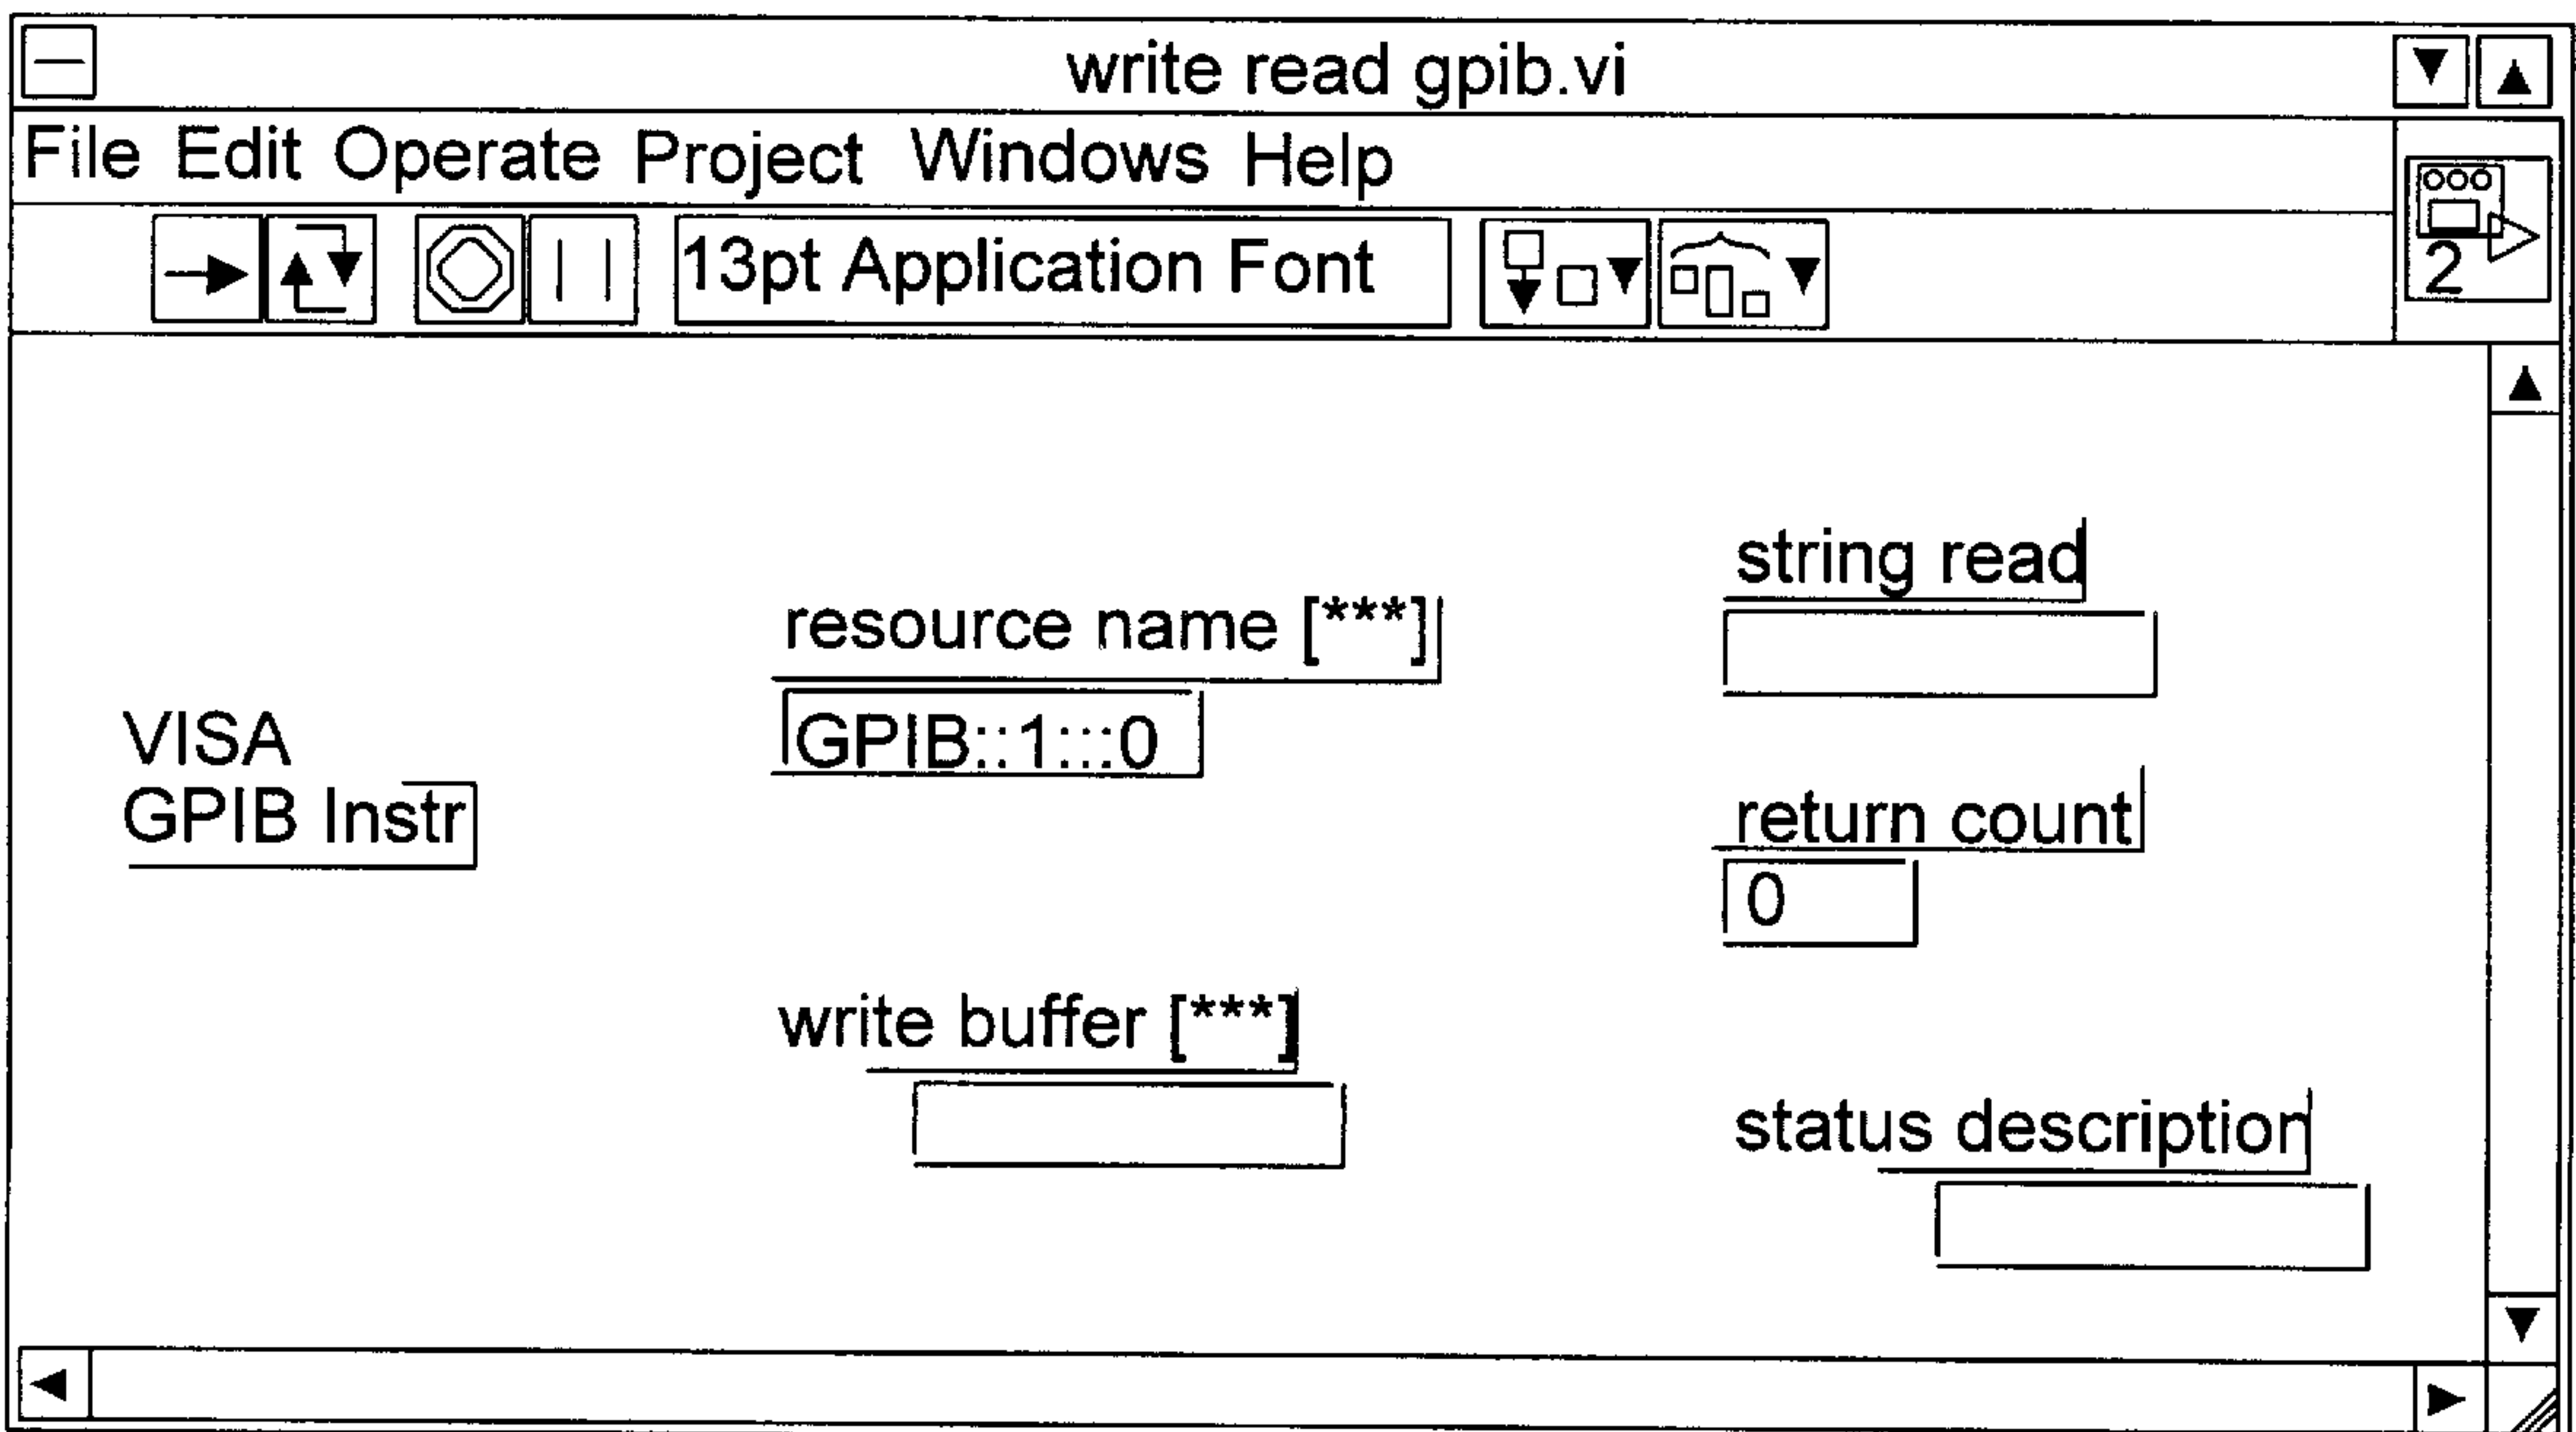 write read gpib.vi
File Edit Operate Project Windows Help
13pt Application Font
2
string read
resource name [***]
GPIB::1:::0
VISA
GPIB Instr
return count
0
write buffer [***]
status description